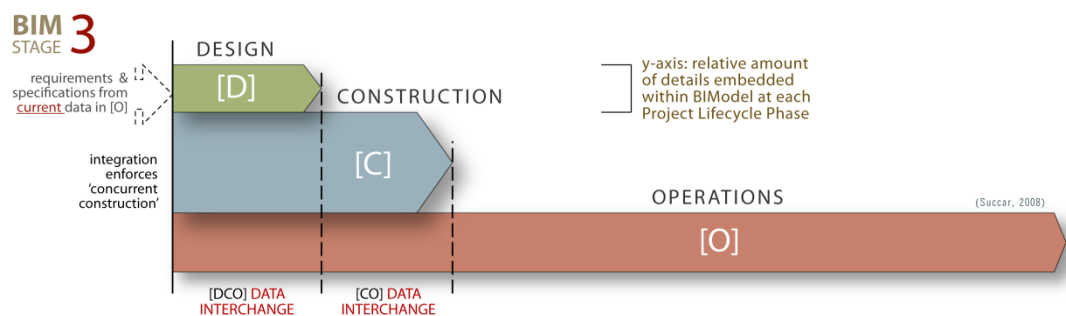 BIM
STAGE 3
requirements &
specifications from
current data in [O]
DESIGN
[D]
CONSTRUCTION
y-axis: relative amount
of details embedded
within BIModel at each
Project Lifecycle Phase
integration
enforces
'concurrent
construction'
[C]
OPERATIONS
(Succar, 2008)
[O]
[DCO] DATA
INTERCHANGE
[CO] DATA
INTERCHANGE